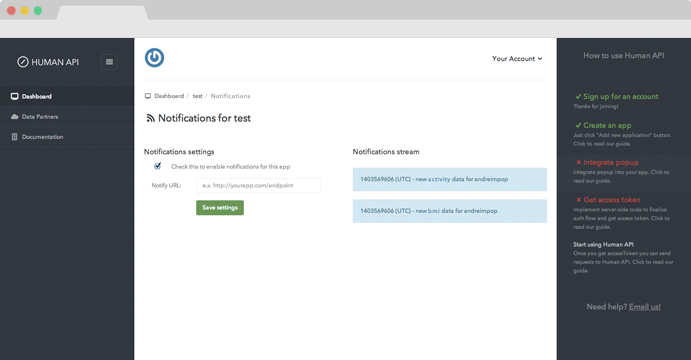 HUMAN API
Dashboard
Data Partners
Documentation
Your Account
Dashboard / test / Notifications
Notifications for test
Notifications settings
Check this to enable notifications for this app
Notify URL:
e.x. http://yourapp.com/endpoint
Save settings
Notifications stream
1403569606 (UTC) - new activity data for andreimpop
1403569606 (UTC) - new bmi data for andreimpop
How to use Human API
✓ Sign up for an account
Thanks for joining!
✓ Create an app
Just click "Add new application" button.
Click to read our guide.
✗ Integrate popup
Integrate popup into your app. Click to
read our guide.
✗ Get access token
Implement server-side code to finalize
auth flow and get access token. Click to
read our guide.
Start using Human API
Once you get accessToken you can send
requests to Human API. Click to read our
guide.
Need help? Email us!